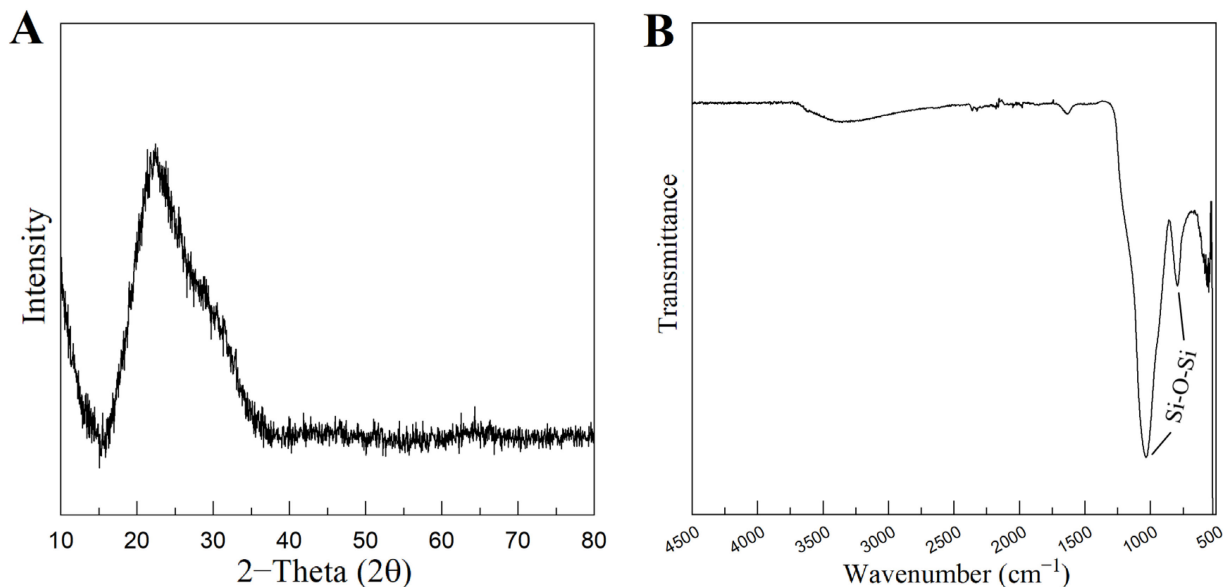 A
Intensity
10 20 30 40 50 60 70 80
2−Theta (2θ)
B
Transmittance
Si-O-Si
4500 4000 3500 3000 2500 2000 1500 1000 500
Wavenumber (cm⁻¹)